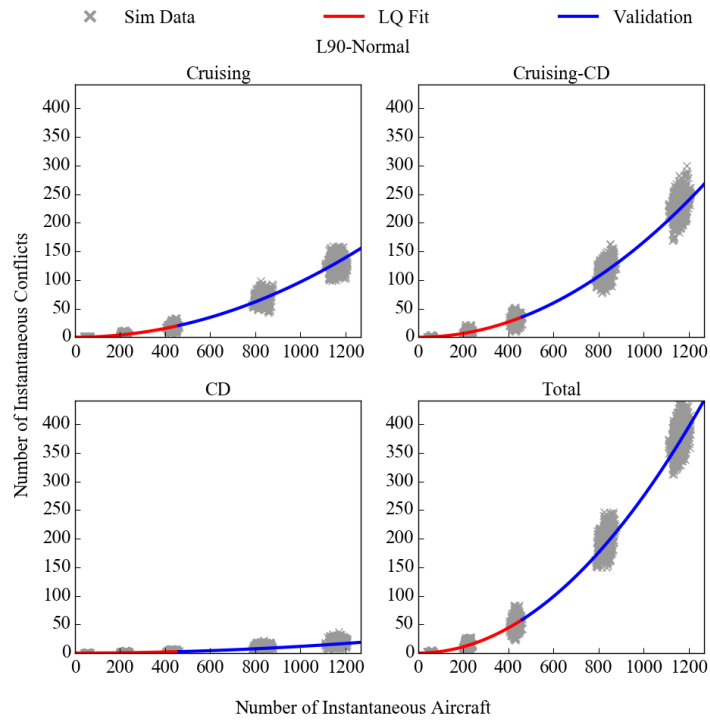 Sim Data LQ Fit Validation
L90-Normal
Cruising Cruising-CD
400 400
350 350
300 300
250 250
200 200
150 150
100 100
50 50
0 0
0 200 400 600 800 1000 1200 0 200 400 600 800 1000 1200
CD Total
400 400
350 350
300 300
250 250
200 200
150 150
100 100
50 50
0 0
0 200 400 600 800 1000 1200 0 200 400 600 800 1000 1200
Number of Instantaneous Conflicts
Number of Instantaneous Aircraft